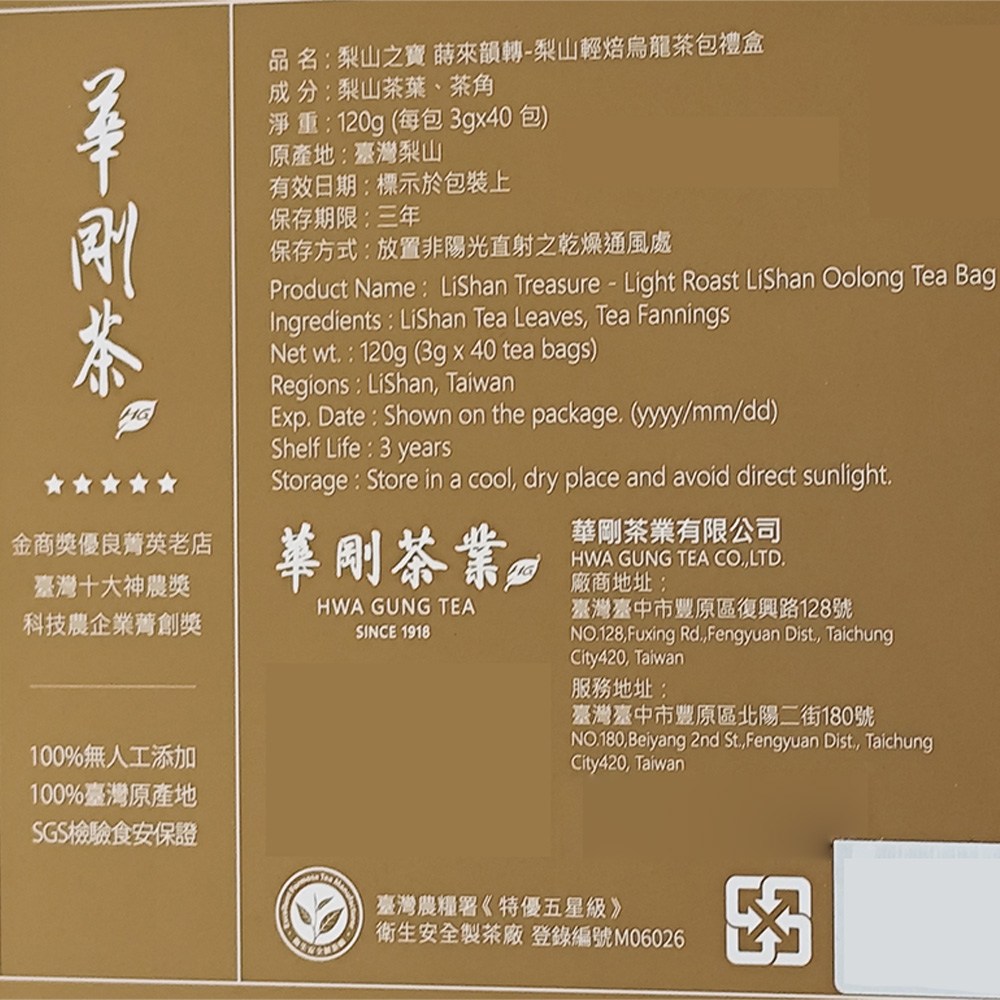 華剛茶
HG
金商獎優良菁英老店
臺灣十大神農獎
科技農企業菁創獎
100%無人工添加
100%臺灣原產地
SGS檢驗食安保證
品 名：梨山之寶 蒔來韻轉-梨山輕焙烏龍茶包禮盒
成 分：梨山茶葉、茶角
淨 重：120g (每包 3gx40 包)
原產地：臺灣梨山
有效日期：標示於包裝上
保存期限：三年
保存方式：放置非陽光直射之乾燥通風處
Product Name : LiShan Treasure - Light Roast LiShan Oolong Tea Bag
Ingredients : LiShan Tea Leaves, Tea Fannings
Net wt. : 120g (3g x 40 tea bags)
Regions : LiShan, Taiwan
Exp. Date : Shown on the package. (yyyy/mm/dd)
Shelf Life : 3 years
Storage : Store in a cool, dry place and avoid direct sunlight.
華剛茶業
HG
HWA GUNG TEA
SINCE 1918
華剛茶業有限公司
HWA GUNG TEA CO.,LTD.
廠商地址：
臺灣臺中市豐原區復興路128號
NO.128,Fuxing Rd.,Fengyuan Dist., Taichung
City420, Taiwan
服務地址：
臺灣臺中市豐原區北陽二街180號
NO.180,Beiyang 2nd St.,Fengyuan Dist., Taichung
City420, Taiwan
臺灣農糧署《特優五星級》
衛生安全製茶廠 登錄編號M06026